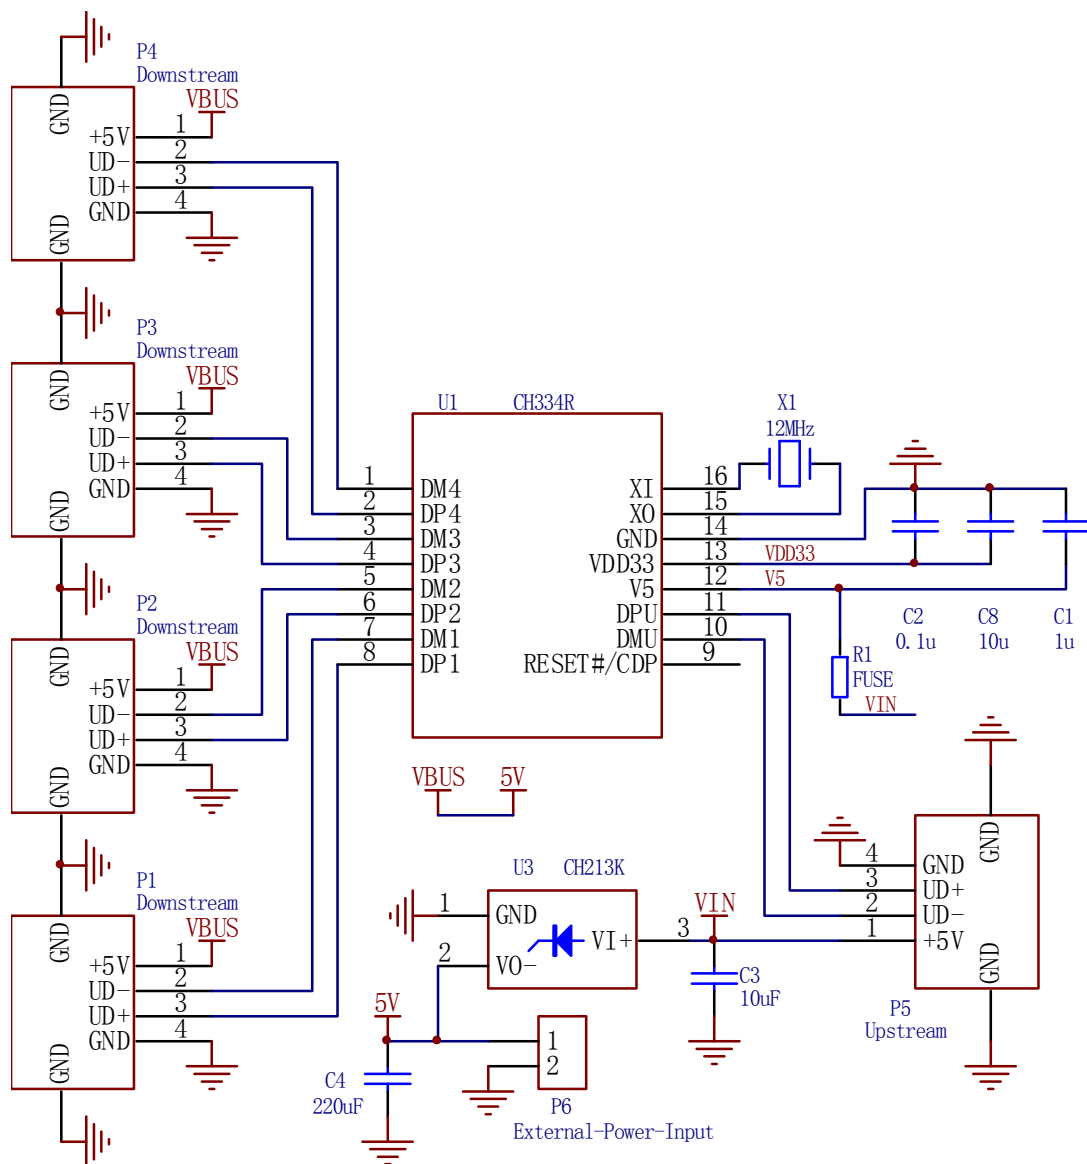 P4
Downstream
VBUS
GND
+5V 1
UD- 2
UD+ 3
GND 4
GND
P3
Downstream
VBUS
GND
+5V 1
UD- 2
UD+ 3
GND 4
GND
P2
Downstream
VBUS
GND
+5V 1
UD- 2
UD+ 3
GND 4
GND
P1
Downstream
VBUS
GND
+5V 1
UD- 2
UD+ 3
GND 4
GND
U1 CH334R
1 DM4
2 DP4
3 DM3
4 DP3
5 DM2
6 DP2
7 DM1
8 DP1
XI 16
XO 15
GND 14
VDD33 13 VDD33
V5 12 V5
DPU 11
DMU 10
RESET#/CDP 9
X1
12MHz
C2
0.1u
C8
10u
C1
1u
R1
FUSE
VIN
VBUS 5V
U3 CH213K
1 GND
2 VO-
VI+ 3
VIN
C3
10uF
GND
4 GND
3 UD+
2 UD-
1 +5V
GND
P5
Upstream
5V
C4
220uF
1
2
P6
External-Power-Input